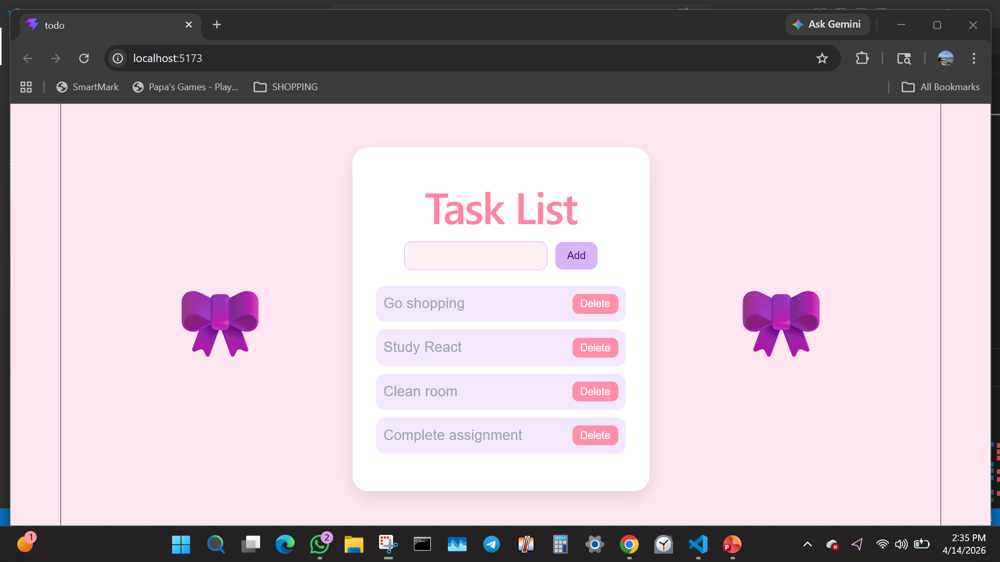 todo
Ask Gemini
localhost:5173
SmartMark
Papa's Games - Play...
SHOPPING
All Bookmarks
Task List
Add
Go shopping
Delete
Study React
Delete
Clean room
Delete
Complete assignment
Delete
1
2
2:35 PM
4/14/2026